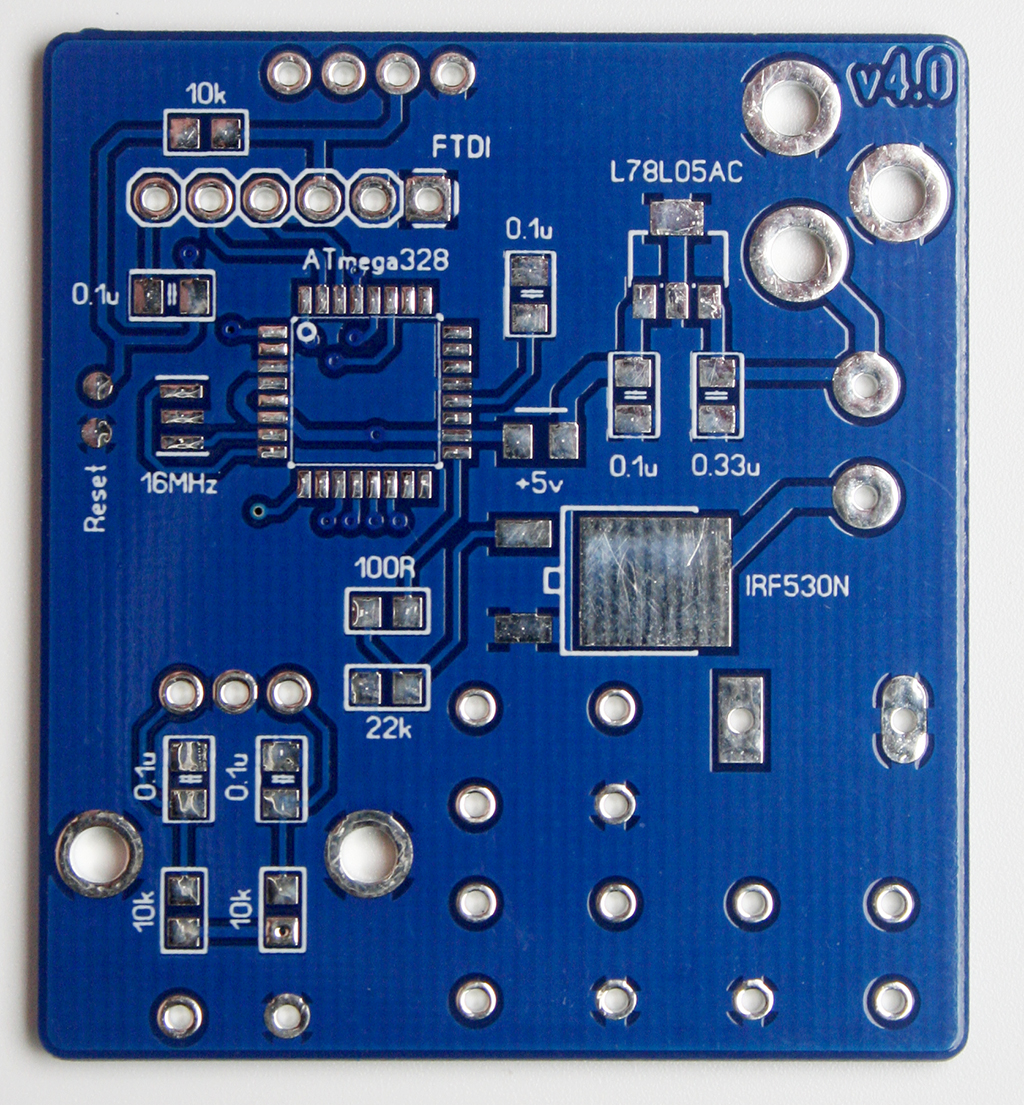 v4.0
10k
FTDI
L78L05AC
0.1u
ATmega328
0.1u
16MHz
Reset
0.1u
0.33u
+5v
100R
IRF530N
22k
0.1u
0.1u
10k
10k